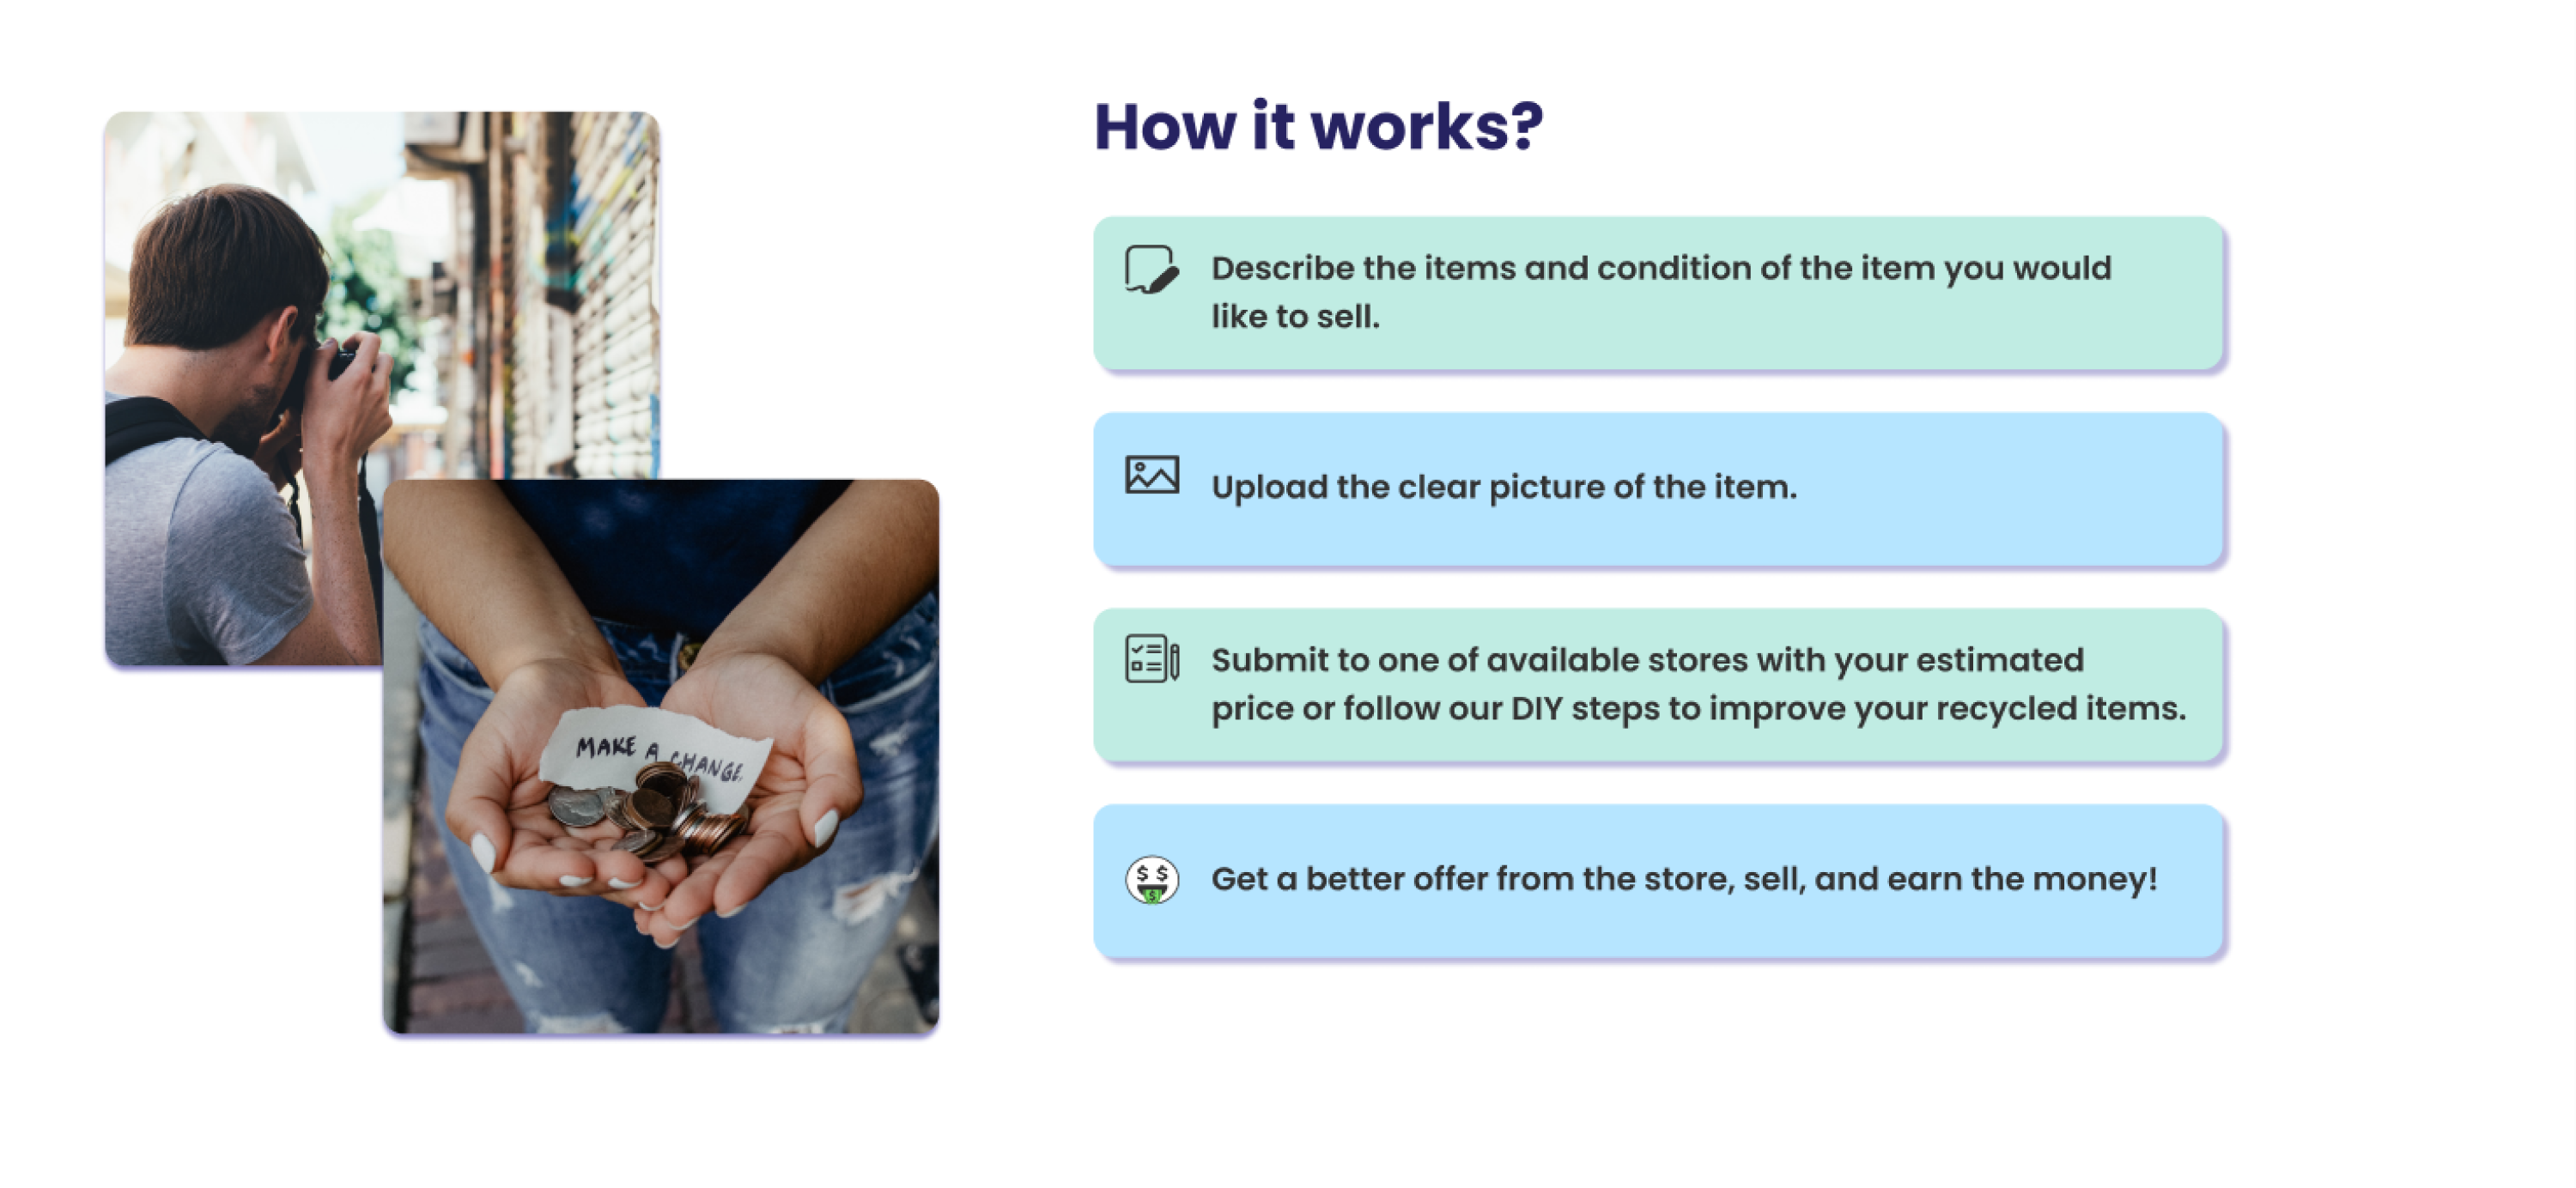 How it works?
Describe the items and condition of the item you would
like to sell.
Upload the clear picture of the item.
Submit to one of available stores with your estimated
price or follow our DIY steps to improve your recycled items.
Get a better offer from the store, sell, and earn the money!
MAKE A CHANGE.
$ $
$